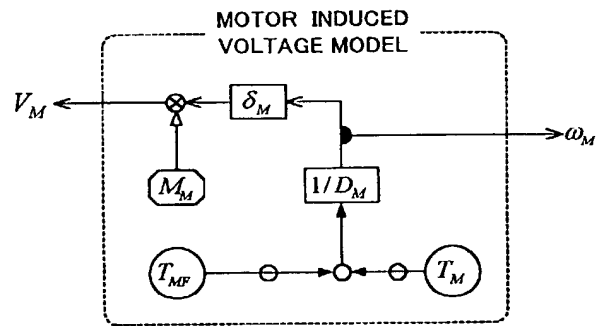 MOTOR INDUCED
VOLTAGE MODEL
V_M
δ_M
ω_M
M_M
1/D_M
T_MF
T_M